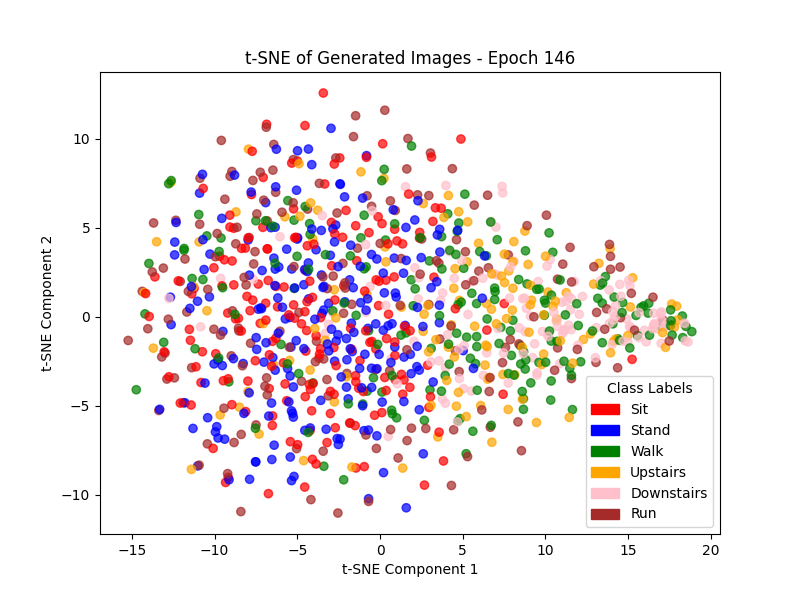 t-SNE of Generated Images - Epoch 146
t-SNE Component 2
10
5
0
−5
−10
Class Labels
Sit
Stand
Walk
Upstairs
Downstairs
Run
−15
−10
−5
0
5
10
15
20
t-SNE Component 1